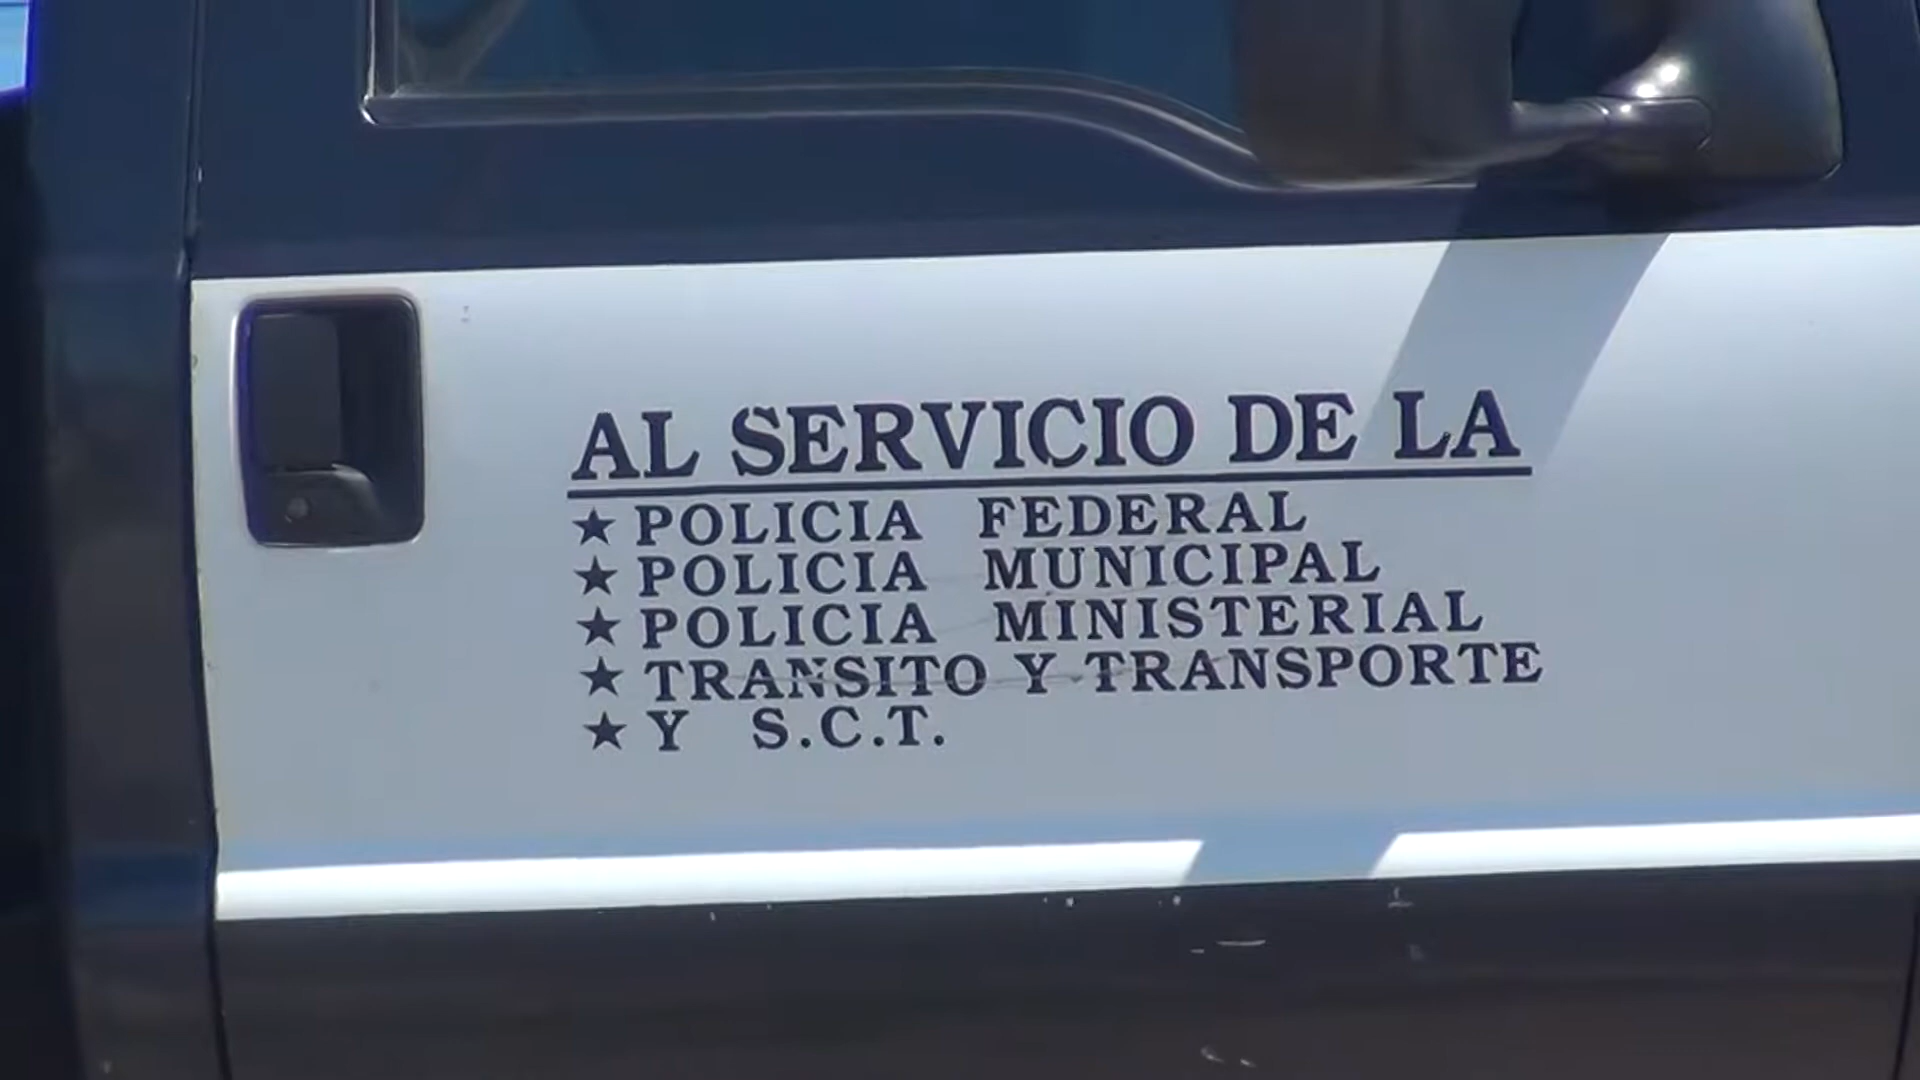 AL SERVICIO DE LA
★ POLICIA FEDERAL
★ POLICIA MUNICIPAL
★ POLICIA MINISTERIAL
★ TRANSITO Y TRANSPORTE
★ Y S.C.T.